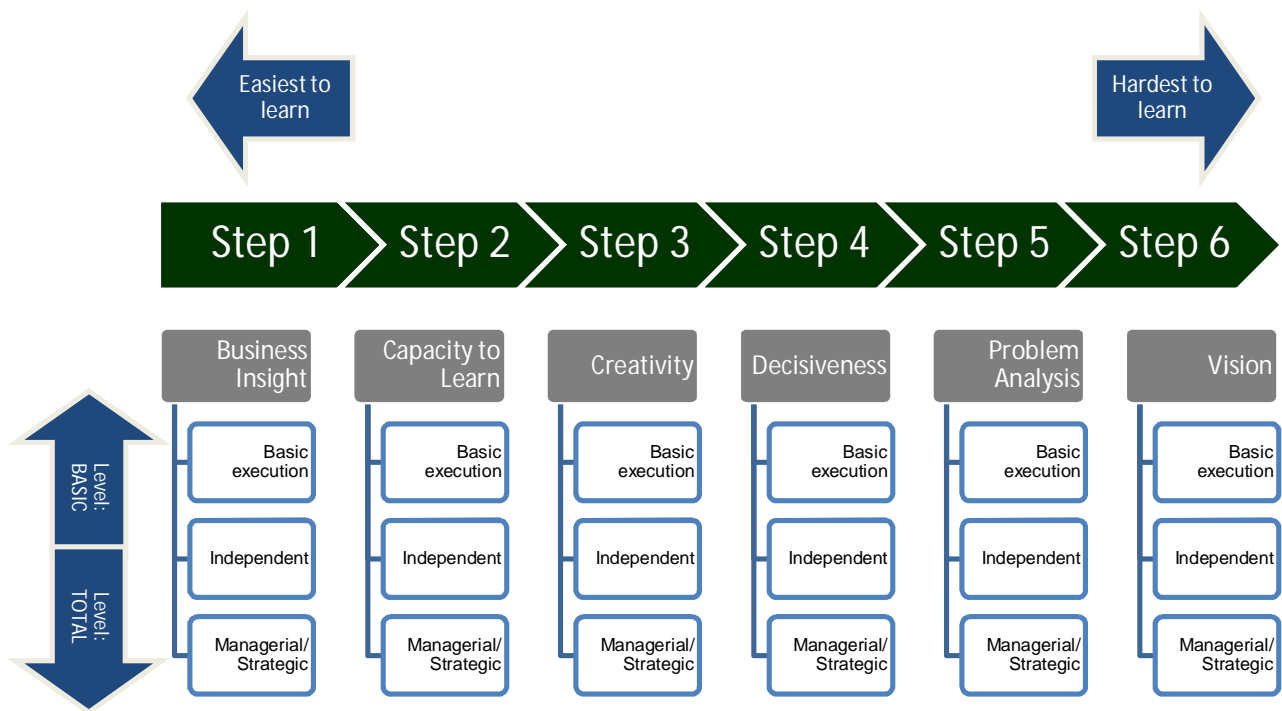 Easiest to
learn
Hardest to
learn
Step 1
Step 2
Step 3
Step 4
Step 5
Step 6
Business
Insight
Capacity to
Learn
Creativity
Decisiveness
Problem
Analysis
Vision
Level:
BASIC
Basic
execution
Basic
execution
Basic
execution
Basic
execution
Basic
execution
Basic
execution
Independent
Independent
Independent
Independent
Independent
Independent
Level:
TOTAL
Managerial/
Strategic
Managerial/
Strategic
Managerial/
Strategic
Managerial/
Strategic
Managerial/
Strategic
Managerial/
Strategic